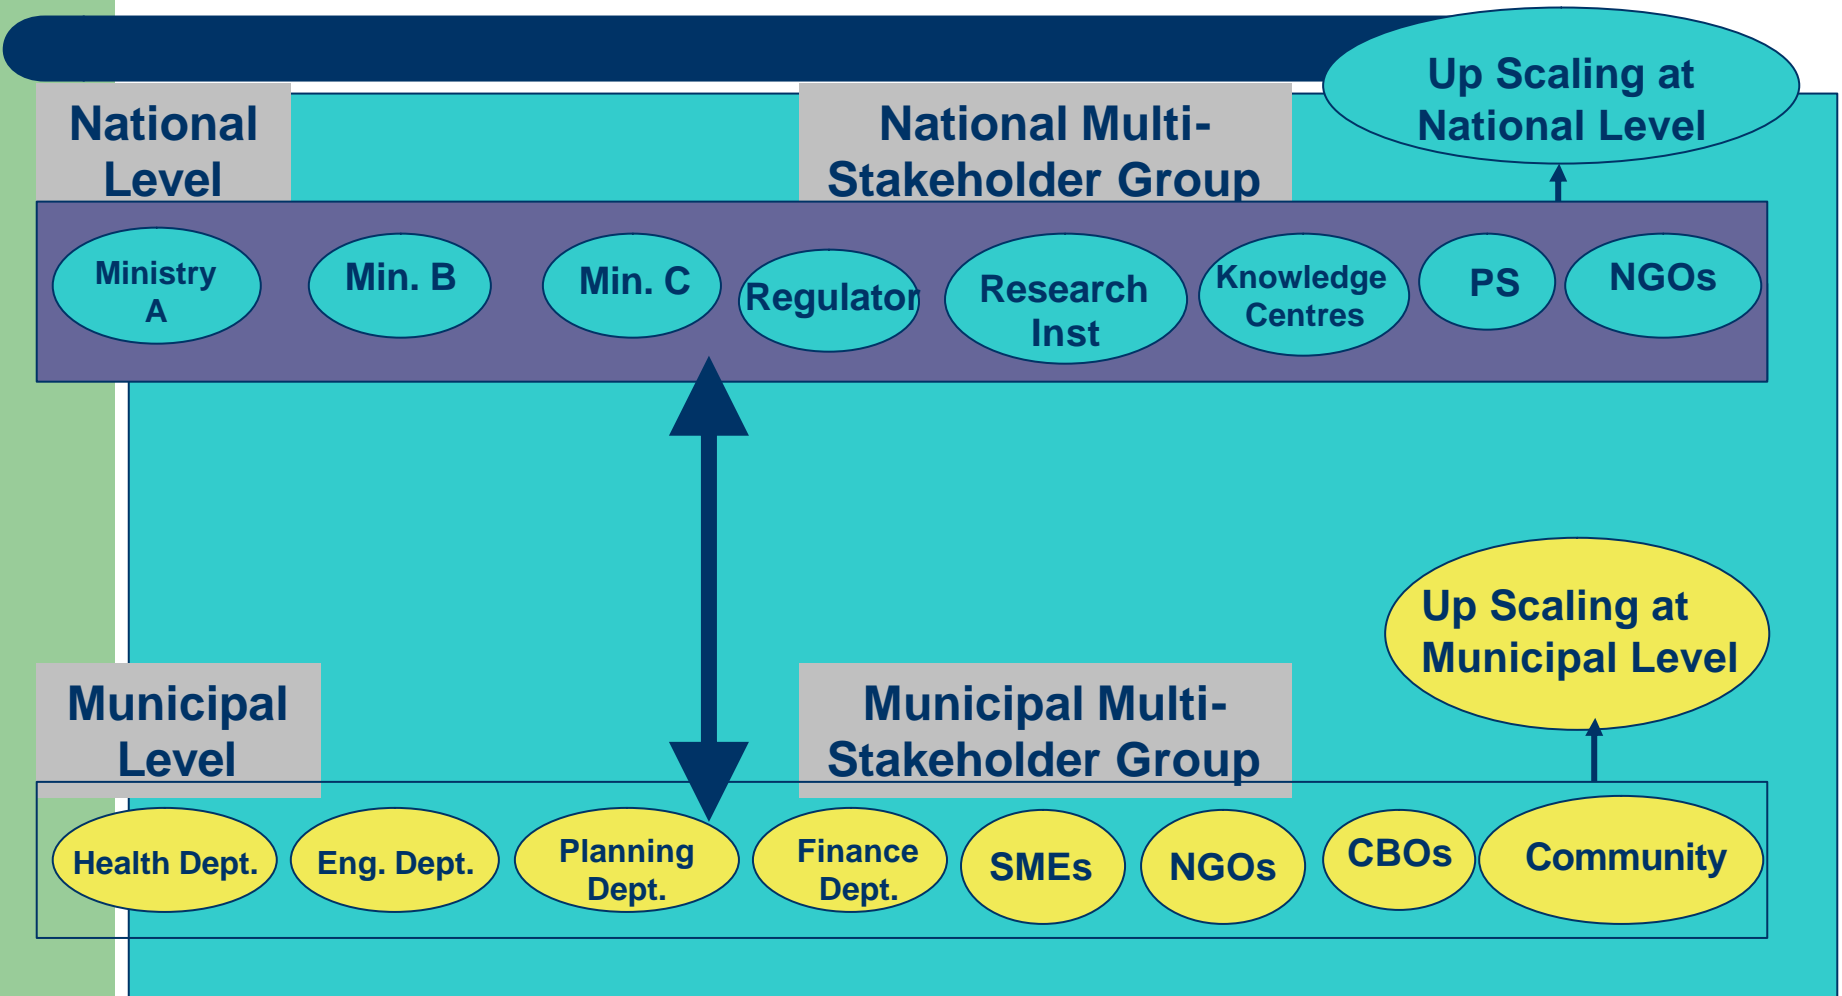 Up Scaling at
National Level
National
Level
National Multi-
Stakeholder Group
Ministry
A
Min. B
Min. C
Regulator
Research
Inst
Knowledge
Centres
PS
NGOs
Up Scaling at
Municipal Level
Municipal
Level
Municipal Multi-
Stakeholder Group
Health Dept.
Eng. Dept.
Planning
Dept.
Finance
Dept.
SMEs
NGOs
CBOs
Community